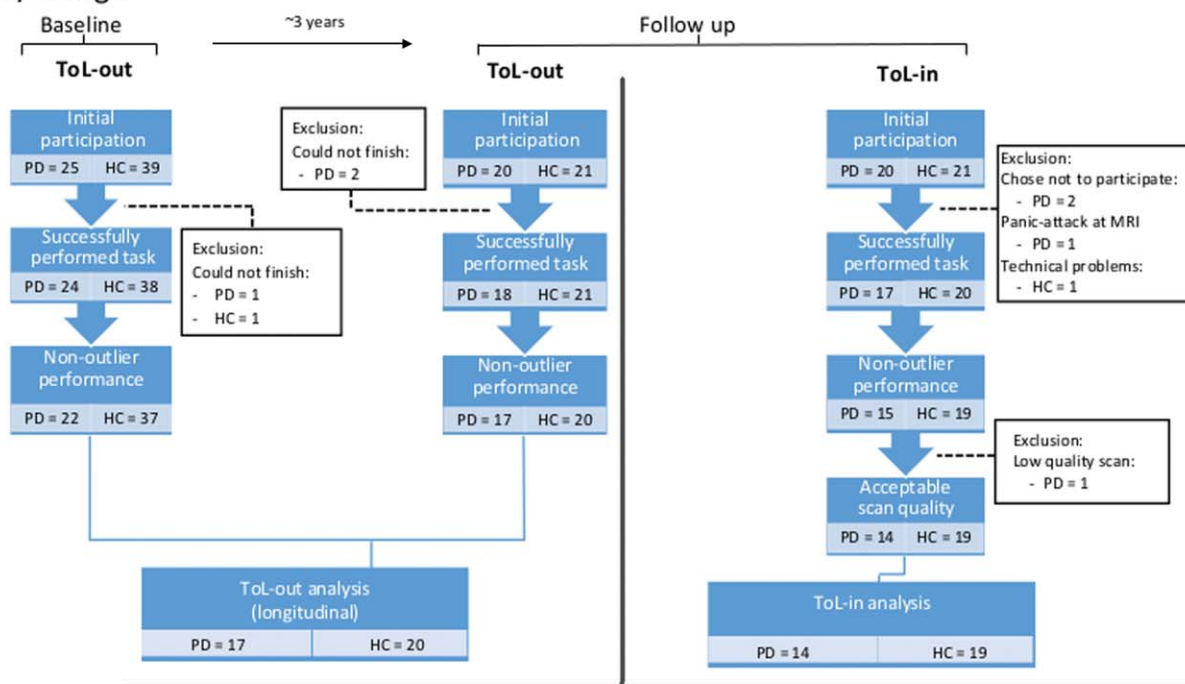 Baseline
~3 years
Follow up
ToL-out
ToL-out
ToL-in
Initial
participation
PD = 25 HC = 39
Successfully
performed task
PD = 24 HC = 38
Non-outlier
performance
PD = 22 HC = 37
Exclusion:
Could not finish:
- PD = 1
- HC = 1
Exclusion:
Could not finish:
- PD = 2
Initial
participation
PD = 20 HC = 21
Successfully
performed task
PD = 18 HC = 21
Non-outlier
performance
PD = 17 HC = 20
ToL-out analysis
(longitudinal)
PD = 17 HC = 20
Initial
participation
PD = 20 HC = 21
Exclusion:
Chose not to participate:
- PD = 2
Panic-attack at MRI
- PD = 1
Technical problems:
- HC = 1
Successfully
performed task
PD = 17 HC = 20
Non-outlier
performance
PD = 15 HC = 19
Exclusion:
Low quality scan:
- PD = 1
Acceptable
scan quality
PD = 14 HC = 19
ToL-in analysis
PD = 14 HC = 19